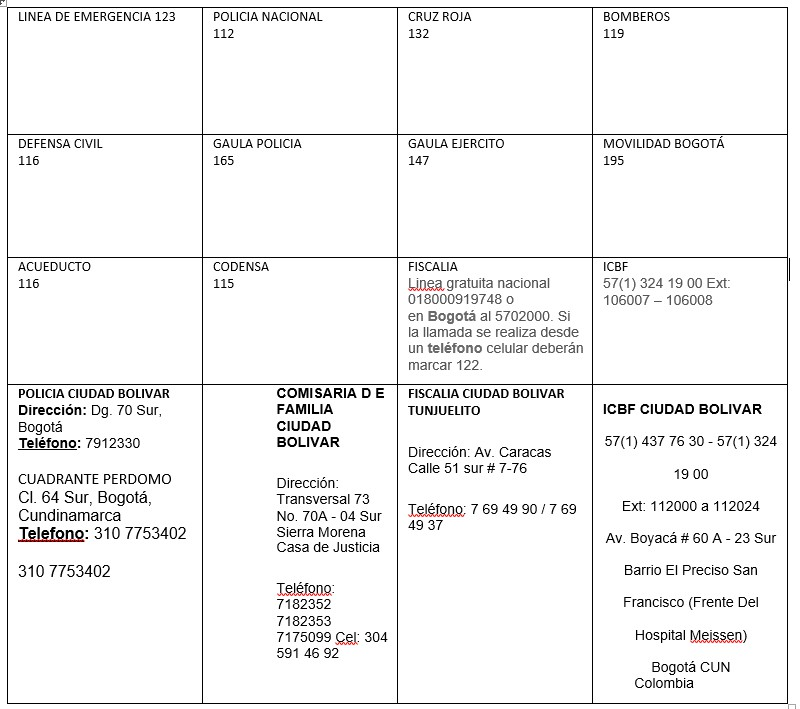 LINEA DE EMERGENCIA 123
POLICIA NACIONAL
112
CRUZ ROJA
132
BOMBEROS
119
DEFENSA CIVIL
116
GAULA POLICIA
165
GAULA EJERCITO
147
MOVILIDAD BOGOTÁ
195
ACUEDUCTO
116
CODENSA
115
FISCALIA
Linea gratuita nacional
018000919748 o
en Bogotá al 5702000. Si
la llamada se realiza desde
un teléfono celular deberán
marcar 122.
ICBF
57(1) 324 19 00 Ext:
106007 – 106008
POLICIA CIUDAD BOLIVAR
Dirección: Dg. 70 Sur,
Bogotá
Teléfono: 7912330
CUADRANTE PERDOMO
Cl. 64 Sur, Bogotá,
Cundinamarca
Telefono: 310 7753402
310 7753402
COMISARIA D E
FAMILIA
CIUDAD
BOLIVAR
Dirección:
Transversal 73
No. 70A - 04 Sur
Sierra Morena
Casa de Justicia
Teléfono:
7182352
7182353
7175099 Cel: 304
591 46 92
FISCALIA CIUDAD BOLIVAR
TUNJUELITO
Dirección: Av. Caracas
Calle 51 sur # 7-76
Teléfono: 7 69 49 90 / 7 69
49 37
ICBF CIUDAD BOLIVAR
57(1) 437 76 30 - 57(1) 324
19 00
Ext: 112000 a 112024
Av. Boyacá # 60 A - 23 Sur
Barrio El Preciso San
Francisco (Frente Del
Hospital Meissen)
Bogotá CUN
Colombia